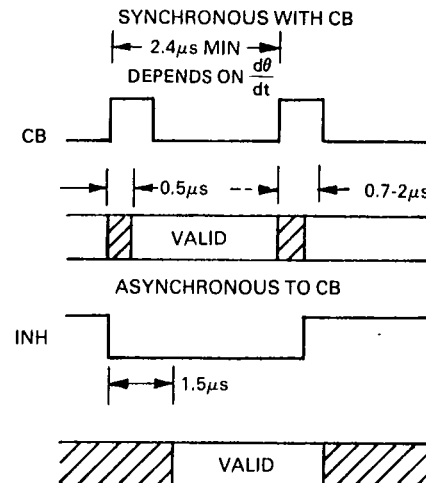 SYNCHRONOUS WITH CB
2.4μs MIN
DEPENDS ON dθ/dt
CB
0.5μs
0.7-2μs
VALID
ASYNCHRONOUS TO CB
INH
1.5μs
VALID